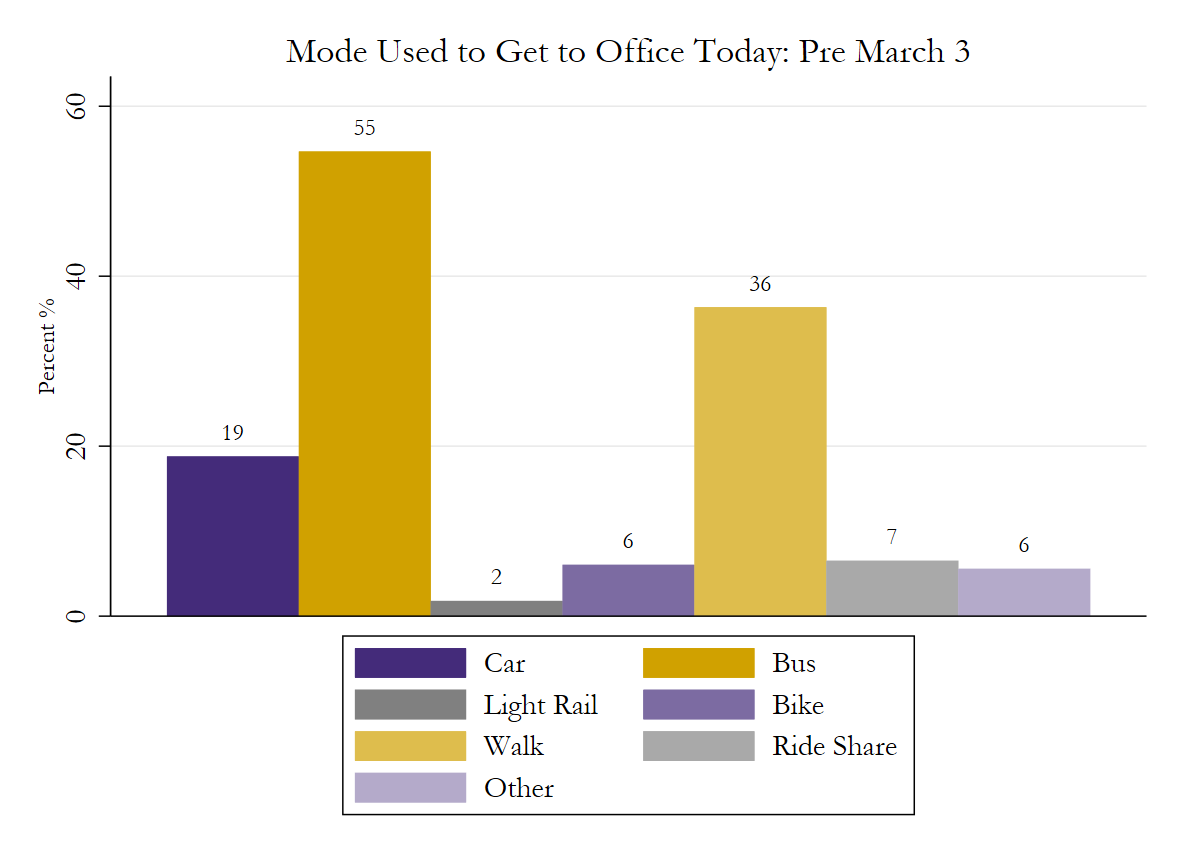 Mode Used to Get to Office Today: Pre March 3
Percent %
60
40
20
0
19
55
2
6
36
7
6
Car
Bus
Light Rail
Bike
Walk
Ride Share
Other